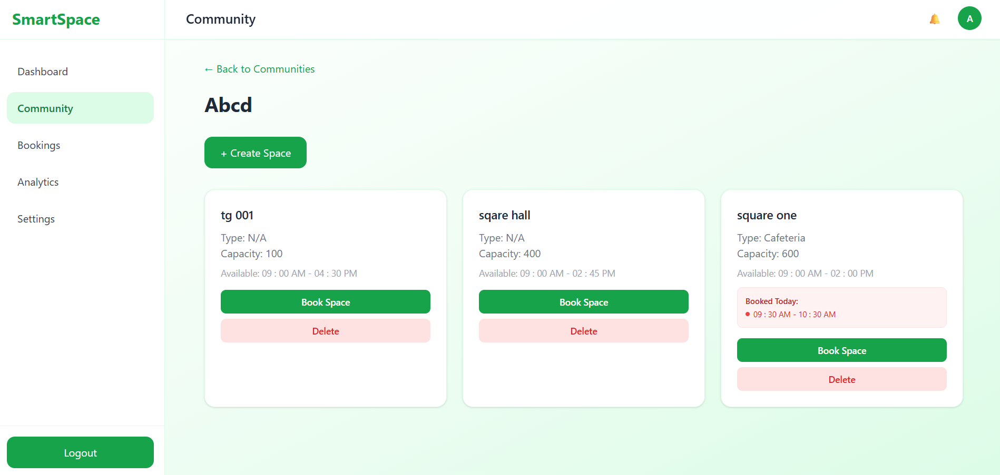 SmartSpace
Community
🔔
A
Dashboard
Community
Bookings
Analytics
Settings
Logout
← Back to Communities
Abcd
+ Create Space
tg 001
Type: N/A
Capacity: 100
Available: 09 : 00 AM - 04 : 30 PM
Book Space
Delete
sqare hall
Type: N/A
Capacity: 400
Available: 09 : 00 AM - 02 : 45 PM
Book Space
Delete
square one
Type: Cafeteria
Capacity: 600
Available: 09 : 00 AM - 02 : 00 PM
Booked Today:
● 09 : 30 AM - 10 : 30 AM
Book Space
Delete